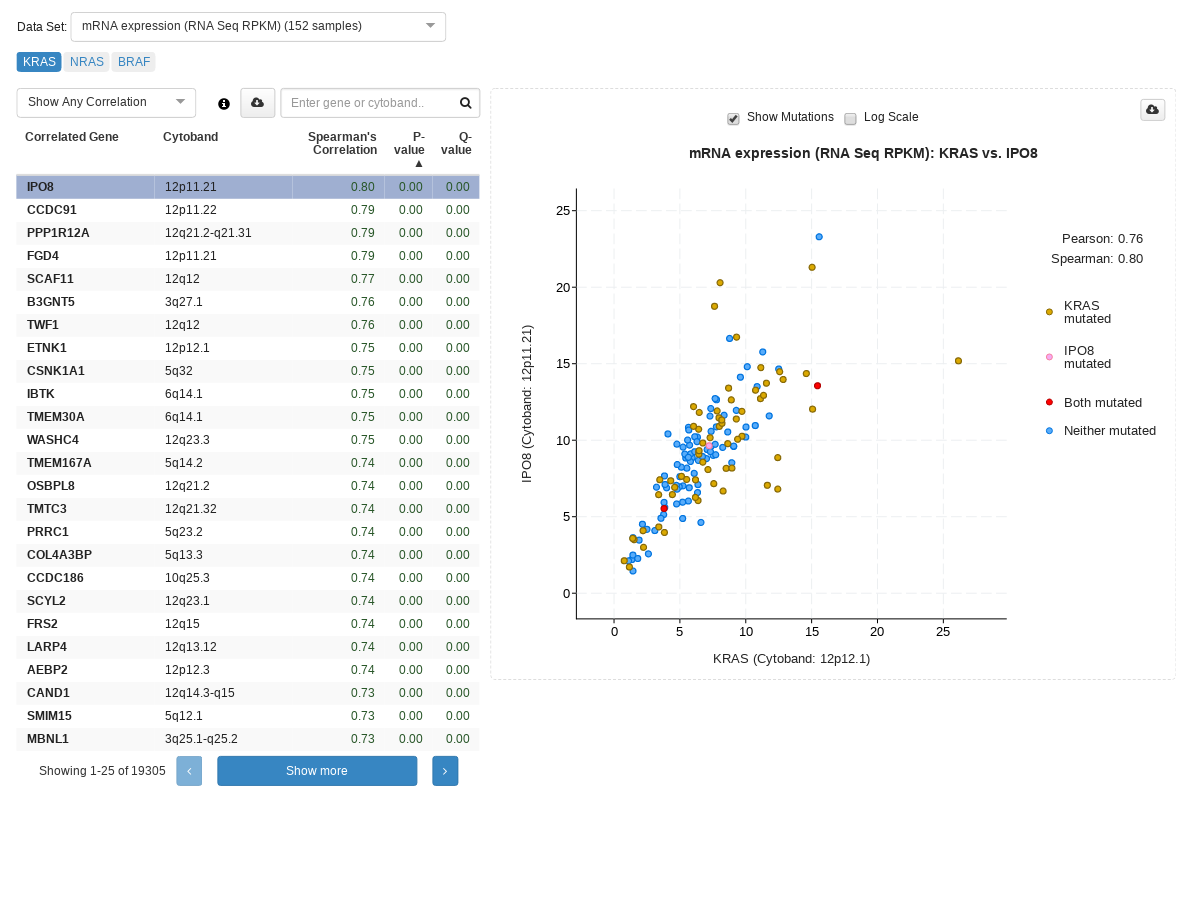 Data Set: mRNA expression (RNA Seq RPKM) (152 samples)
KRAS NRAS BRAF
Show Any Correlation Enter gene or cytoband..
Correlated Gene Cytoband Spearman's Correlation P-value ▲ Q-value
IPO8 12p11.21 0.80 0.00 0.00
CCDC91 12p11.22 0.79 0.00 0.00
PPP1R12A 12q21.2-q21.31 0.79 0.00 0.00
FGD4 12p11.21 0.79 0.00 0.00
SCAF11 12q12 0.77 0.00 0.00
B3GNT5 3q27.1 0.76 0.00 0.00
TWF1 12q12 0.76 0.00 0.00
ETNK1 12p12.1 0.75 0.00 0.00
CSNK1A1 5q32 0.75 0.00 0.00
IBTK 6q14.1 0.75 0.00 0.00
TMEM30A 6q14.1 0.75 0.00 0.00
WASHC4 12q23.3 0.75 0.00 0.00
TMEM167A 5q14.2 0.74 0.00 0.00
OSBPL8 12q21.2 0.74 0.00 0.00
TMTC3 12q21.32 0.74 0.00 0.00
PRRC1 5q23.2 0.74 0.00 0.00
COL4A3BP 5q13.3 0.74 0.00 0.00
CCDC186 10q25.3 0.74 0.00 0.00
SCYL2 12q23.1 0.74 0.00 0.00
FRS2 12q15 0.74 0.00 0.00
LARP4 12q13.12 0.74 0.00 0.00
AEBP2 12p12.3 0.74 0.00 0.00
CAND1 12q14.3-q15 0.73 0.00 0.00
SMIM15 5q12.1 0.73 0.00 0.00
MBNL1 3q25.1-q25.2 0.73 0.00 0.00
Showing 1-25 of 19305 ‹ Show more ›
Show Mutations Log Scale
mRNA expression (RNA Seq RPKM): KRAS vs. IPO8
25
20
15
10
5
0
IPO8 (Cytoband: 12p11.21)
0 5 10 15 20 25
KRAS (Cytoband: 12p12.1)
Pearson: 0.76
Spearman: 0.80
KRAS
mutated
IPO8
mutated
Both mutated
Neither mutated